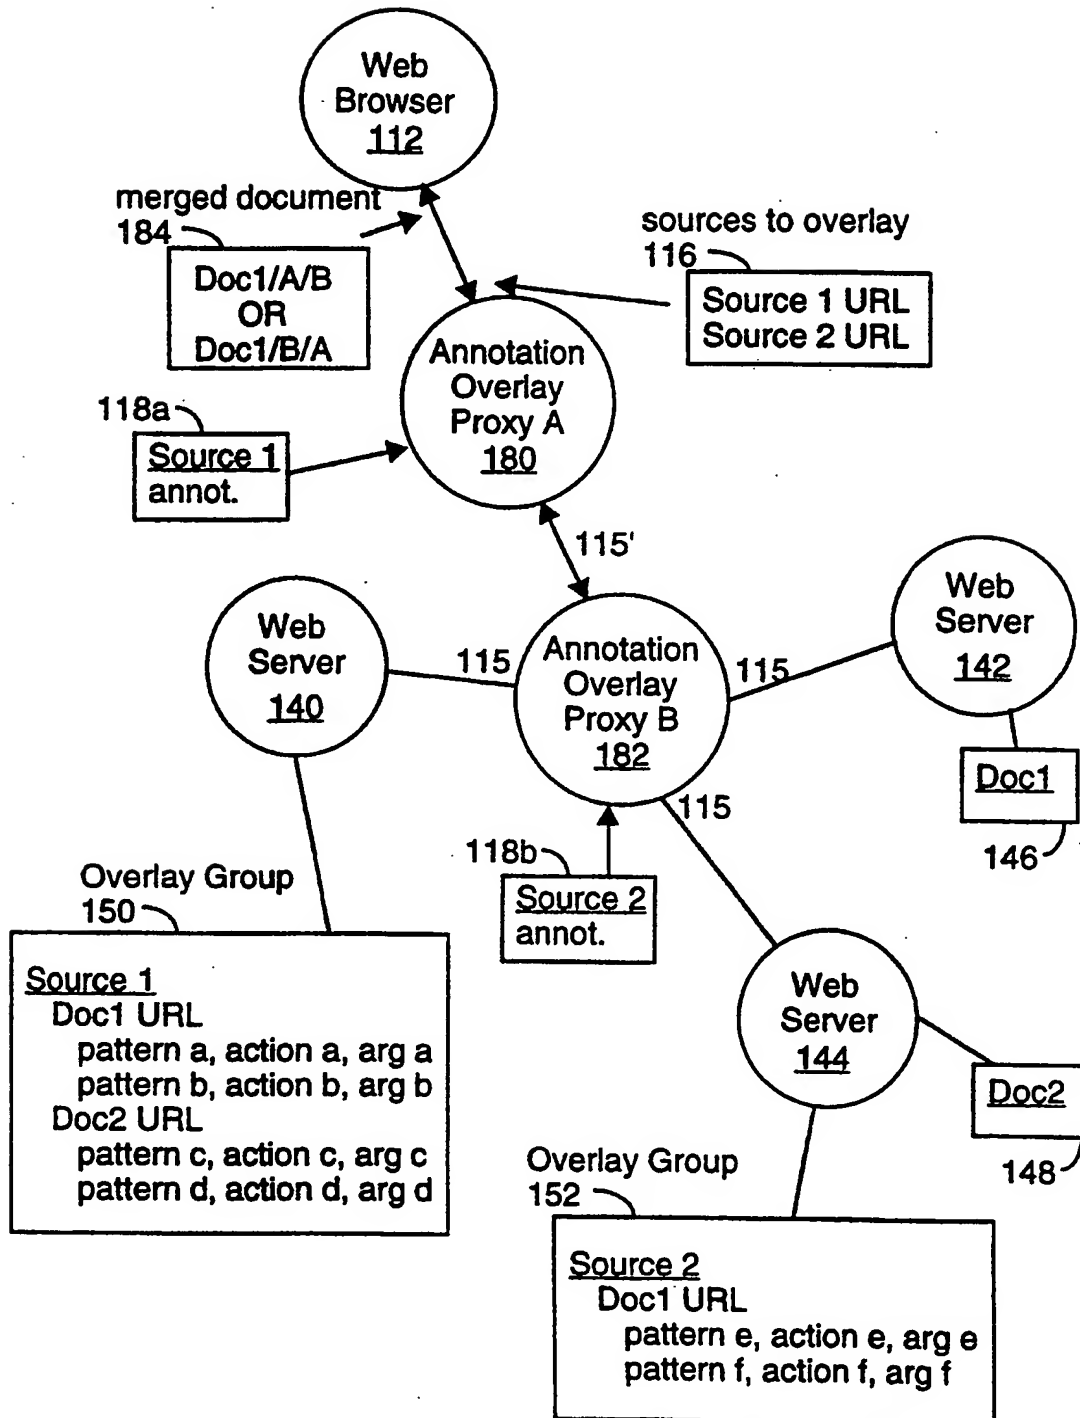 Web
Browser
112
merged document
184
Doc1/A/B
OR
Doc1/B/A
sources to overlay
116
Source 1 URL
Source 2 URL
Annotation
Overlay
Proxy A
180
118a
Source 1
annot.
115'
Web
Server
140
115
Annotation
Overlay
Proxy B
182
115
Web
Server
142
Doc1
146
115
118b
Source 2
annot.
Overlay Group
150
Source 1
Doc1 URL
pattern a, action a, arg a
pattern b, action b, arg b
Doc2 URL
pattern c, action c, arg c
pattern d, action d, arg d
Web
Server
144
Doc2
148
Overlay Group
152
Source 2
Doc1 URL
pattern e, action e, arg e
pattern f, action f, arg f